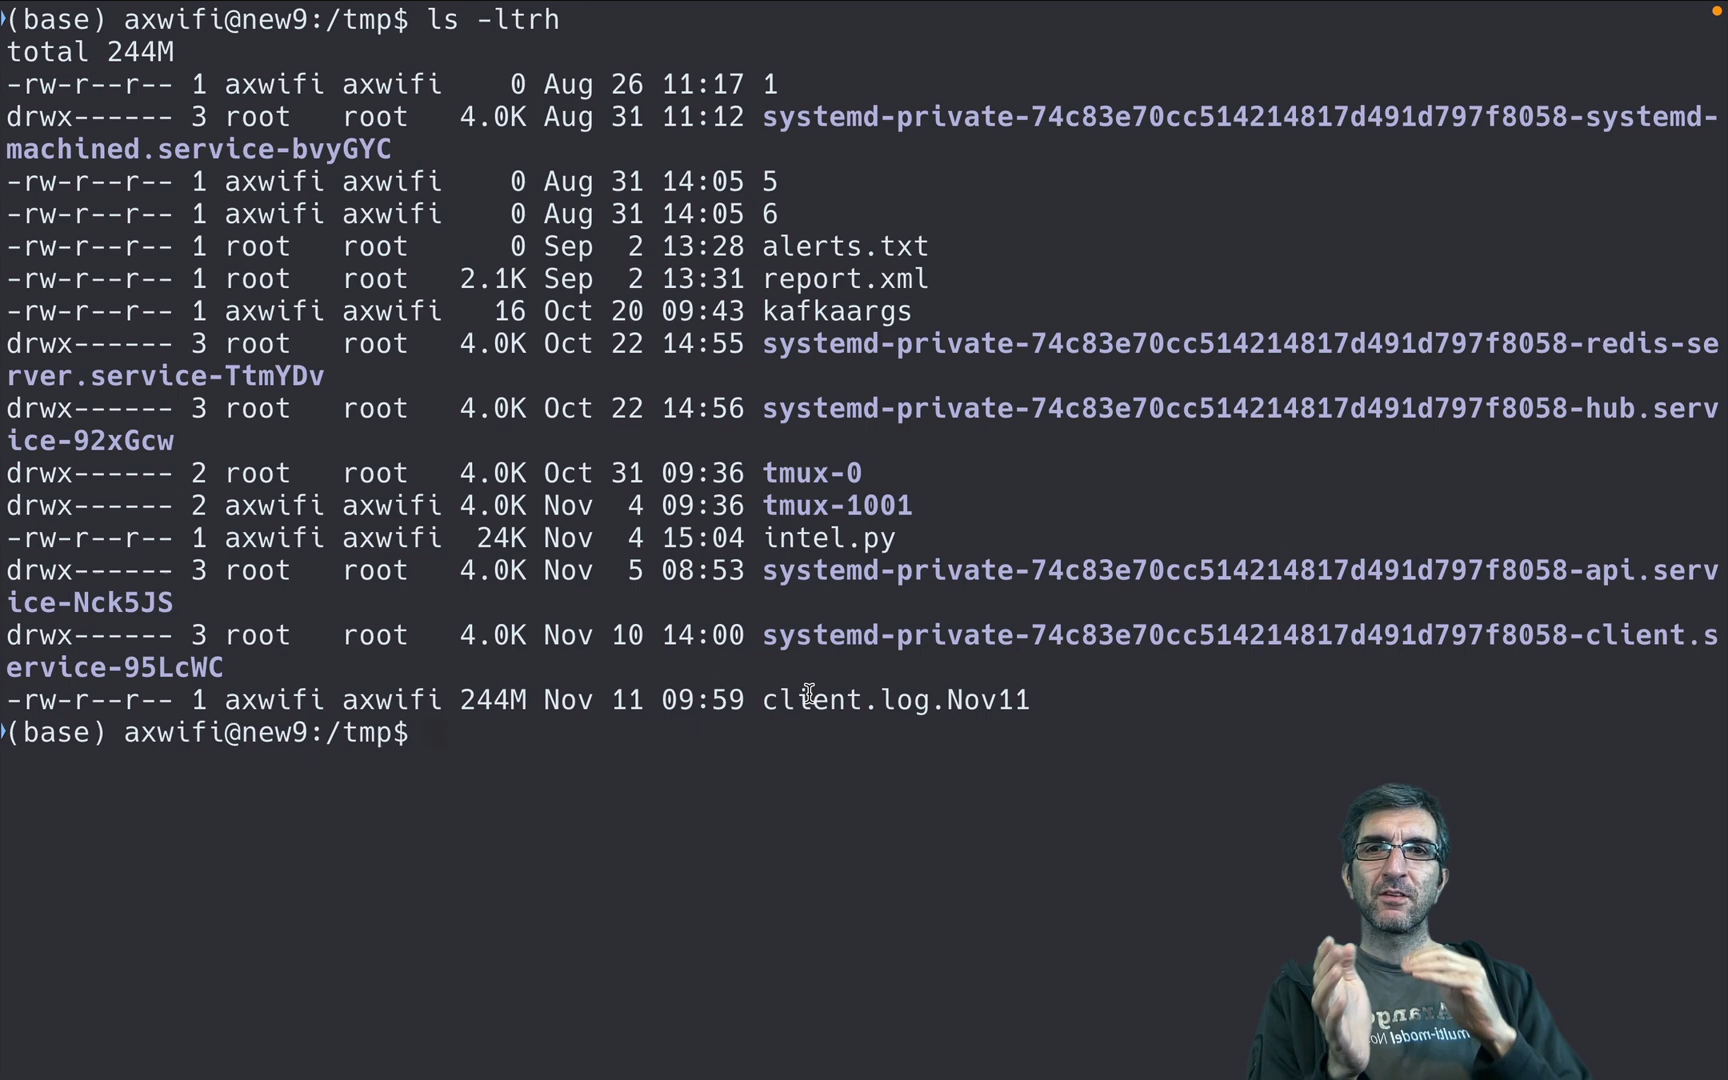 (base) axwifi@new9:/tmp$ ls -ltrh
total 244M
-rw-r--r-- 1 axwifi axwifi    0 Aug 26 11:17 1
drwx------ 3 root   root   4.0K Aug 31 11:12 systemd-private-74c83e70cc514214817d491d797f8058-systemd-
machined.service-bvyGYC
-rw-r--r-- 1 axwifi axwifi    0 Aug 31 14:05 5
-rw-r--r-- 1 axwifi axwifi    0 Aug 31 14:05 6
-rw-r--r-- 1 root   root      0 Sep  2 13:28 alerts.txt
-rw-r--r-- 1 root   root   2.1K Sep  2 13:31 report.xml
-rw-r--r-- 1 axwifi axwifi   16 Oct 20 09:43 kafkaargs
drwx------ 3 root   root   4.0K Oct 22 14:55 systemd-private-74c83e70cc514214817d491d797f8058-redis-se
rver.service-TtmYDv
drwx------ 3 root   root   4.0K Oct 22 14:56 systemd-private-74c83e70cc514214817d491d797f8058-hub.serv
ice-92xGcw
drwx------ 2 root   root   4.0K Oct 31 09:36 tmux-0
drwx------ 2 axwifi axwifi 4.0K Nov  4 09:36 tmux-1001
-rw-r--r-- 1 axwifi axwifi  24K Nov  4 15:04 intel.py
drwx------ 3 root   root   4.0K Nov  5 08:53 systemd-private-74c83e70cc514214817d491d797f8058-api.serv
ice-Nck5JS
drwx------ 3 root   root   4.0K Nov 10 14:00 systemd-private-74c83e70cc514214817d491d797f8058-client.s
ervice-95LcWC
-rw-r--r-- 1 axwifi axwifi 244M Nov 11 09:59 client.log.Nov11
(base) axwifi@new9:/tmp$
multi-model